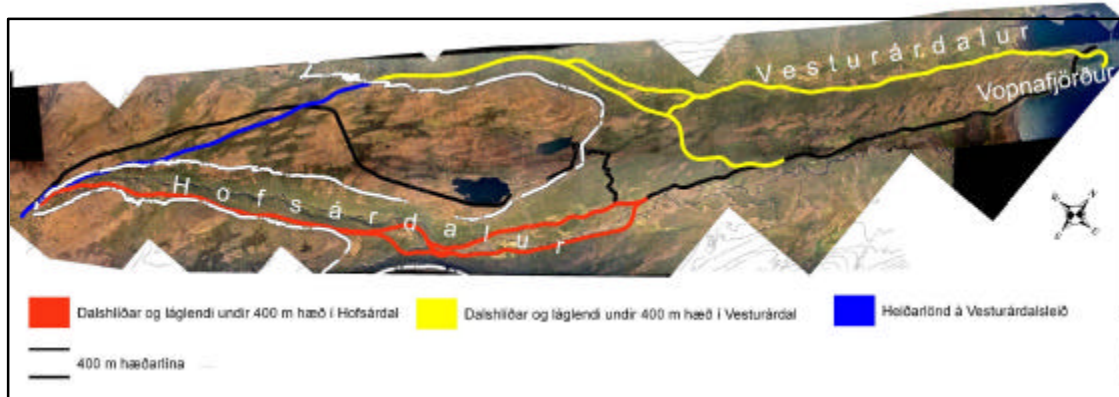 Vesturárdalur
Vopnafjörður
Hofsárdalur
N
Dalshlíðar og láglendi undir 400 m hæð í Hofsárdal
Dalshlíðar og láglendi undir 400 m hæð í Vesturárdal
Heiðarlönd á Vesturárdalsleið
400 m hæðarlína